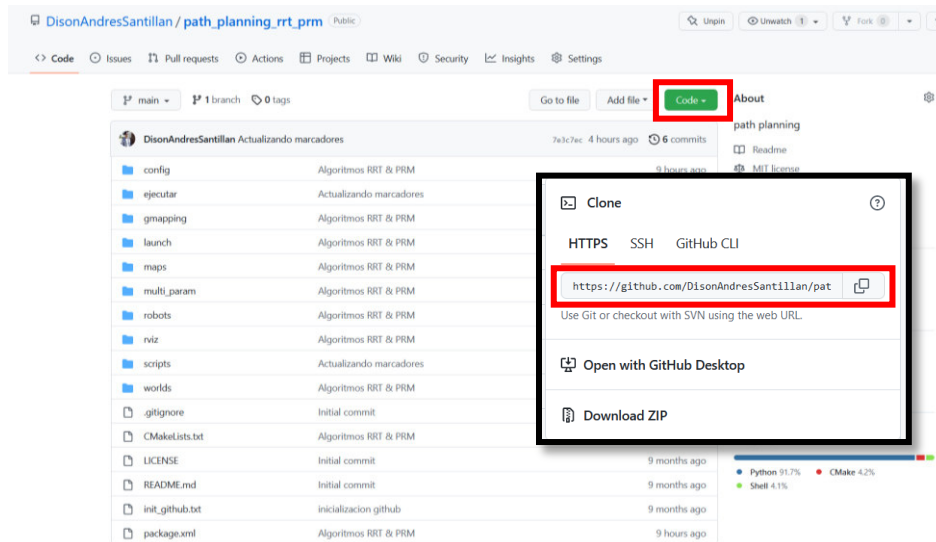 DisonAndresSantillan / path_planning_rrt_prm Public
Unpin
Unwatch 1
Fork 0
Code
Issues
Pull requests
Actions
Projects
Wiki
Security
Insights
Settings
main
1 branch
0 tags
Go to file
Add file
Code
About
DisonAndresSantillan Actualizando marcadores
7e3c7ec 4 hours ago
6 commits
path planning
Readme
MIT license
config Algoritmos RRT & PRM 9 hours ago
ejecutar Actualizando marcadores
gmapping Algoritmos RRT & PRM
launch Algoritmos RRT & PRM
maps Algoritmos RRT & PRM
multi_param Algoritmos RRT & PRM
robots Algoritmos RRT & PRM
rviz Algoritmos RRT & PRM
scripts Actualizando marcadores
worlds Algoritmos RRT & PRM
.gitignore Initial commit
CMakeLists.txt Algoritmos RRT & PRM
LICENSE Initial commit 9 months ago
README.md Initial commit 9 months ago
init_github.txt inicializacion github 9 months ago
package.xml Algoritmos RRT & PRM 9 hours ago
Clone
HTTPS SSH GitHub CLI
https://github.com/DisonAndresSantillan/pat
Use Git or checkout with SVN using the web URL.
Open with GitHub Desktop
Download ZIP
Python 91.7% CMake 4.2%
Shell 4.1%